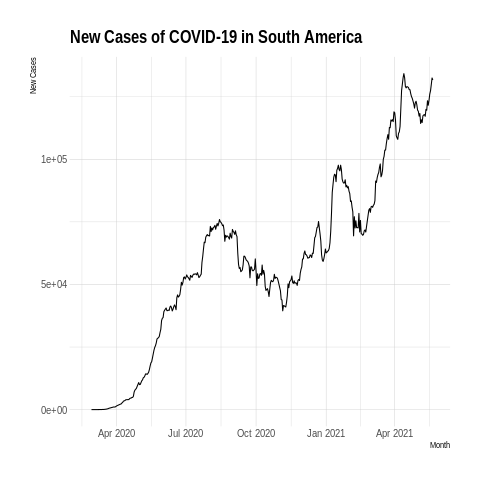 New Cases of COVID-19 in South America
New Cases
1e+05
5e+04
0e+00
Apr 2020 Jul 2020 Oct 2020 Jan 2021 Apr 2021
Month